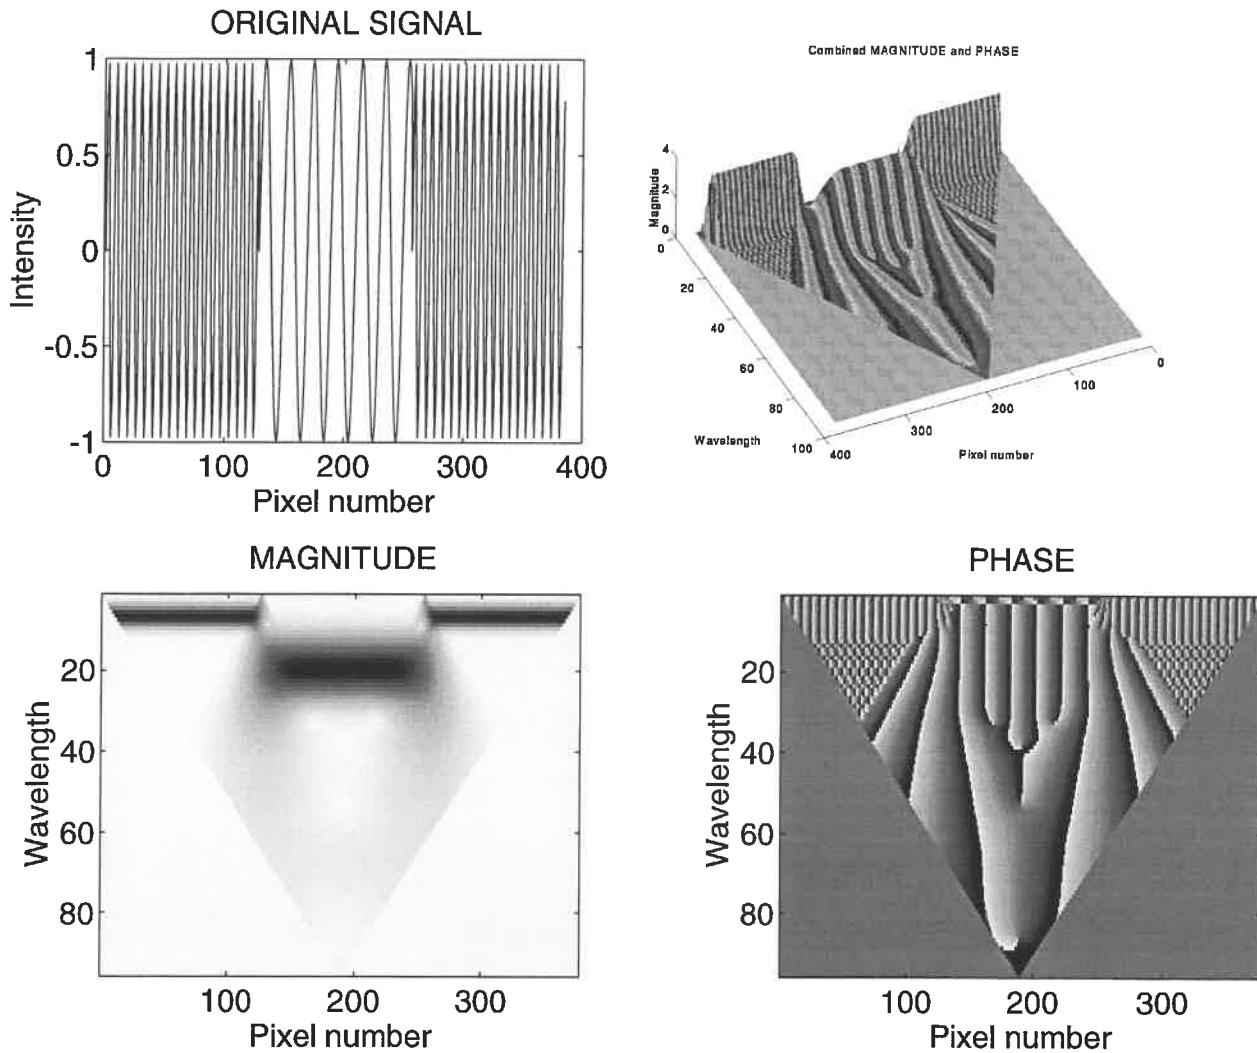 ORIGINAL SIGNAL
1
0.5
0
-0.5
-1
Intensity
0 100 200 300 400
Pixel number
Combined MAGNITUDE and PHASE
4
2
0
Magnitude
0
20
40
60
80
100
Wavelength
400
300
200
100
0
Pixel number
MAGNITUDE
20
40
60
80
Wavelength
100 200 300
Pixel number
PHASE
20
40
60
80
Wavelength
100 200 300
Pixel number